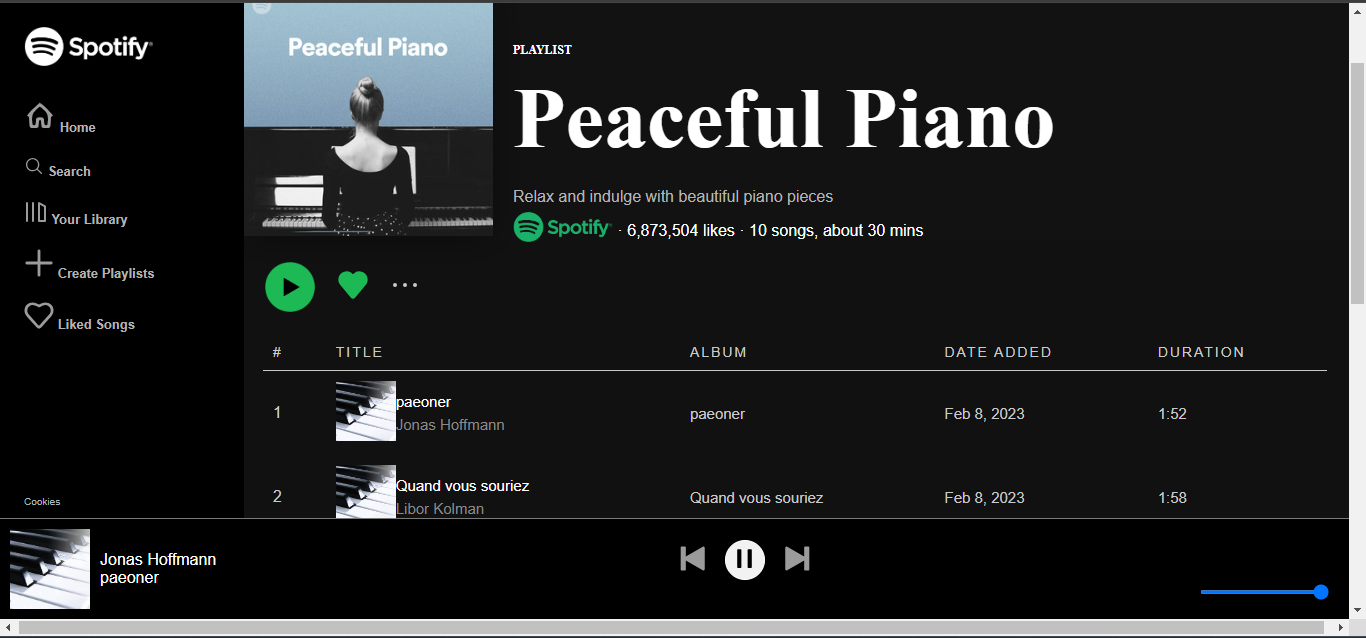 Spotify
Home
Search
Your Library
Create Playlists
Liked Songs
Cookies
Peaceful Piano
PLAYLIST
Peaceful Piano
Relax and indulge with beautiful piano pieces
Spotify · 6,873,504 likes · 10 songs, about 30 mins
# TITLE ALBUM DATE ADDED DURATION
1 paeoner paeoner Feb 8, 2023 1:52
Jonas Hoffmann
2 Quand vous souriez Quand vous souriez Feb 8, 2023 1:58
Libor Kolman
Jonas Hoffmann
paeoner